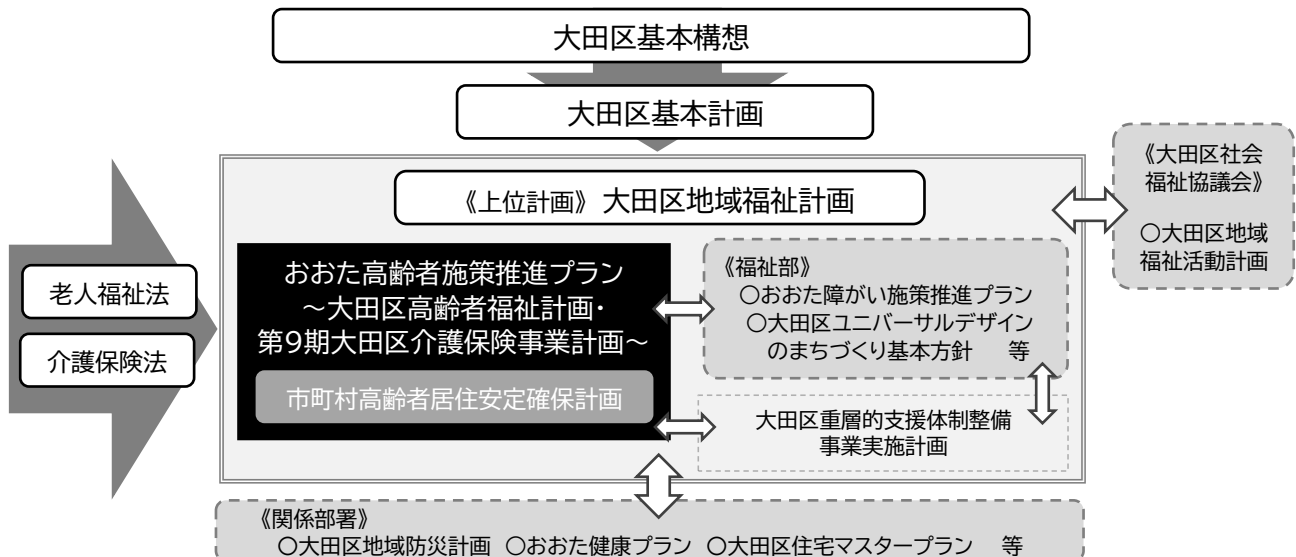 大田区基本構想
大田区基本計画
《上位計画》 大田区地域福祉計画
《大田区社会
福祉協議会》
○大田区地域
福祉活動計画
老人福祉法
介護保険法
おおた高齢者施策推進プラン
～大田区高齢者福祉計画・
第9期大田区介護保険事業計画～
市町村高齢者居住安定確保計画
《福祉部》
○おおた障がい施策推進プラン
○大田区ユニバーサルデザイン
のまちづくり基本方針 等
大田区重層的支援体制整備
事業実施計画
《関係部署》
○大田区地域防災計画 ○おおた健康プラン ○大田区住宅マスタープラン 等